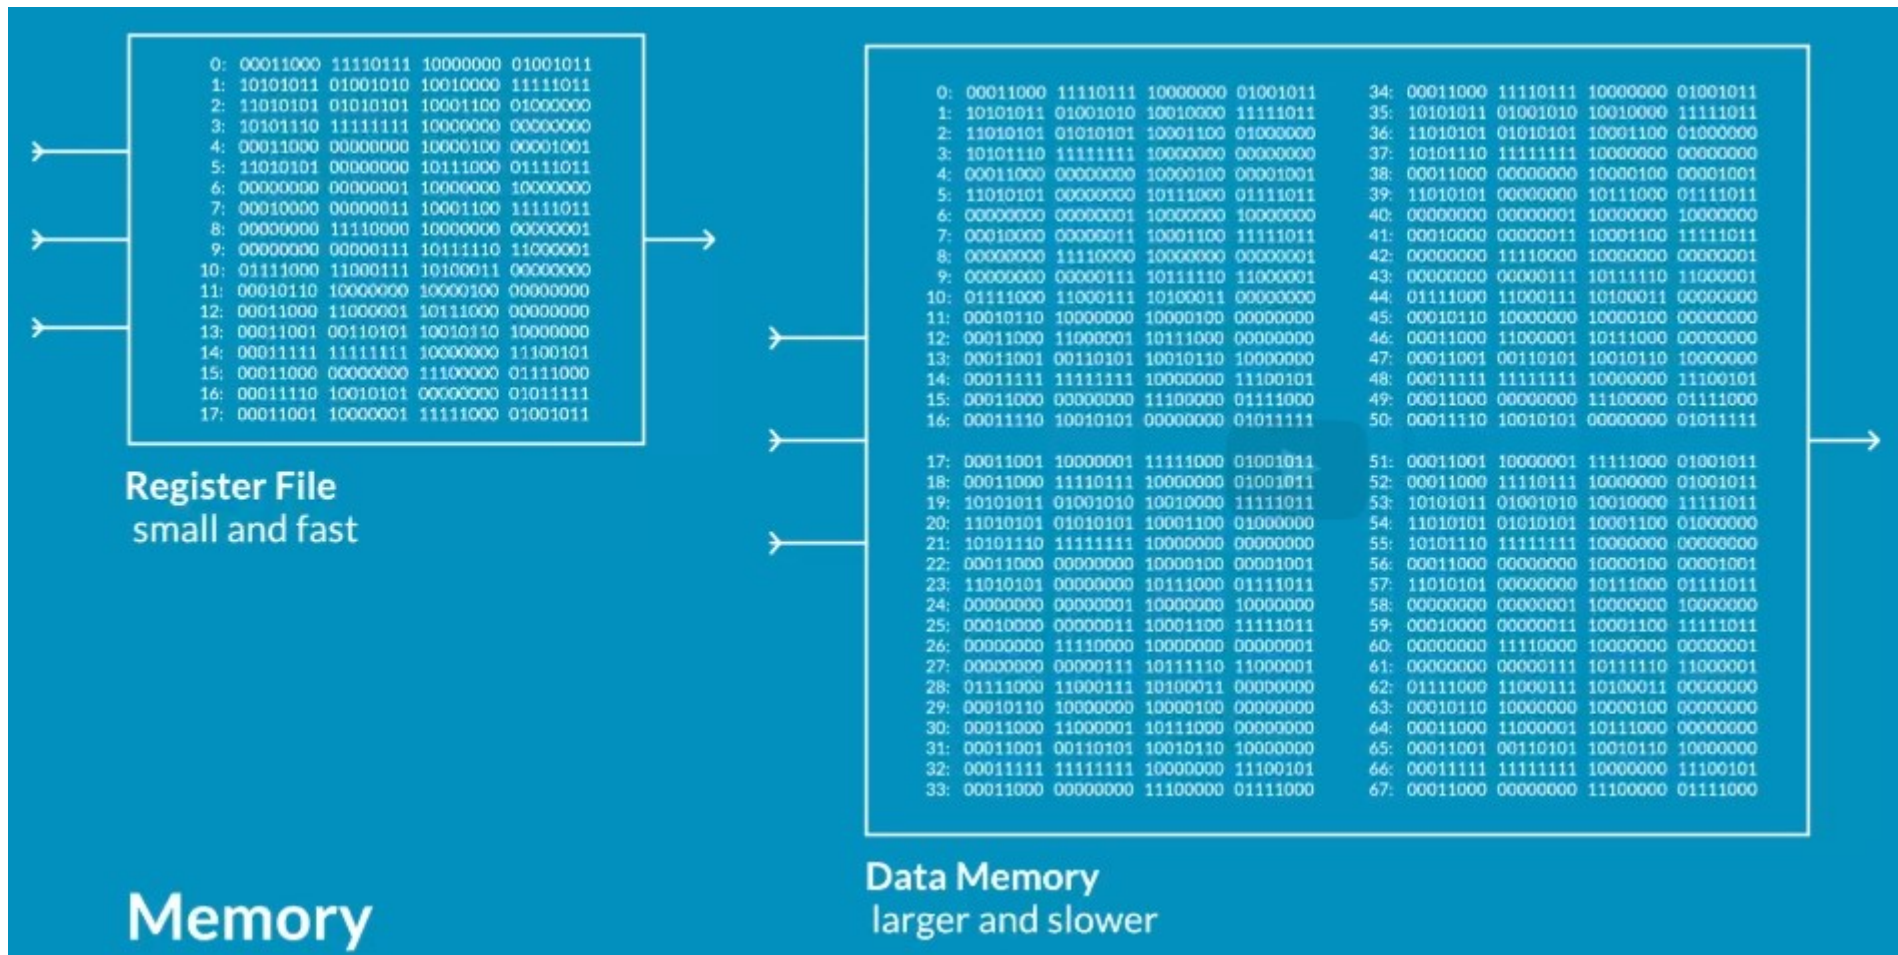 0: 00011000 11110111 10000000 01001011
1: 10101011 01001010 10010000 11111011
2: 11010101 01010101 10001100 01000000
3: 10101110 11111111 10000000 00000000
4: 00011000 00000000 10000100 00001001
5: 11010101 00000000 10111000 01111011
6: 00000000 00000001 10000000 10000000
7: 00010000 00000011 10001100 11111011
8: 00000000 11110000 10000000 00000001
9: 00000000 00000111 10111110 11000001
10: 01111000 11000111 10100011 00000000
11: 00010110 10000000 10000100 00000000
12: 00011000 11000001 10111000 00000000
13: 00011001 00110101 10010110 10000000
14: 00011111 11111111 10000000 11100101
15: 00011000 00000000 11100000 01111000
16: 00011110 10010101 00000000 01011111
17: 00011001 10000001 11111000 01001011
Register File
small and fast
Memory
0: 00011000 11110111 10000000 01001011
1: 10101011 01001010 10010000 11111011
2: 11010101 01010101 10001100 01000000
3: 10101110 11111111 10000000 00000000
4: 00011000 00000000 10000100 00001001
5: 11010101 00000000 10111000 01111011
6: 00000000 00000001 10000000 10000000
7: 00010000 00000011 10001100 11111011
8: 00000000 11110000 10000000 00000001
9: 00000000 00000111 10111110 11000001
10: 01111000 11000111 10100011 00000000
11: 00010110 10000000 10000100 00000000
12: 00011000 11000001 10111000 00000000
13: 00011001 00110101 10010110 10000000
14: 00011111 11111111 10000000 11100101
15: 00011000 00000000 11100000 01111000
16: 00011110 10010101 00000000 01011111
17: 00011001 10000001 11111000 01001011
18: 00011000 11110111 10000000 01001011
19: 10101011 01001010 10010000 11111011
20: 11010101 01010101 10001100 01000000
21: 10101110 11111111 10000000 00000000
22: 00011000 00000000 10000100 00001001
23: 11010101 00000000 10111000 01111011
24: 00000000 00000001 10000000 10000000
25: 00010000 00000011 10001100 11111011
26: 00000000 11110000 10000000 00000001
27: 00000000 00000111 10111110 11000001
28: 01111000 11000111 10100011 00000000
29: 00010110 10000000 10000100 00000000
30: 00011000 11000001 10111000 00000000
31: 00011001 00110101 10010110 10000000
32: 00011111 11111111 10000000 11100101
33: 00011000 00000000 11100000 01111000
34: 00011000 11110111 10000000 01001011
35: 10101011 01001010 10010000 11111011
36: 11010101 01010101 10001100 01000000
37: 10101110 11111111 10000000 00000000
38: 00011000 00000000 10000100 00001001
39: 11010101 00000000 10111000 01111011
40: 00000000 00000001 10000000 10000000
41: 00010000 00000011 10001100 11111011
42: 00000000 11110000 10000000 00000001
43: 00000000 00000111 10111110 11000001
44: 01111000 11000111 10100011 00000000
45: 00010110 10000000 10000100 00000000
46: 00011000 11000001 10111000 00000000
47: 00011001 00110101 10010110 10000000
48: 00011111 11111111 10000000 11100101
49: 00011000 00000000 11100000 01111000
50: 00011110 10010101 00000000 01011111
51: 00011001 10000001 11111000 01001011
52: 00011000 11110111 10000000 01001011
53: 10101011 01001010 10010000 11111011
54: 11010101 01010101 10001100 01000000
55: 10101110 11111111 10000000 00000000
56: 00011000 00000000 10000100 00001001
57: 11010101 00000000 10111000 01111011
58: 00000000 00000001 10000000 10000000
59: 00010000 00000011 10001100 11111011
60: 00000000 11110000 10000000 00000001
61: 00000000 00000111 10111110 11000001
62: 01111000 11000111 10100011 00000000
63: 00010110 10000000 10000100 00000000
64: 00011000 11000001 10111000 00000000
65: 00011001 00110101 10010110 10000000
66: 00011111 11111111 10000000 11100101
67: 00011000 00000000 11100000 01111000
Data Memory
larger and slower